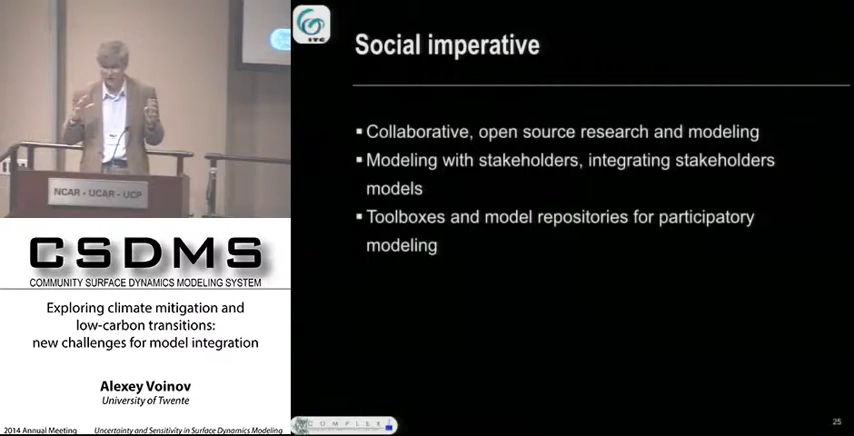 NCAR - UCAR - UCP
CSDMS
COMMUNITY SURFACE DYNAMICS MODELING SYSTEM
Exploring climate mitigation and
low-carbon transitions:
new challenges for model integration
Alexey Voinov
University of Twente
2014 Annual Meeting Uncertainty and Sensitivity in Surface Dynamics Modeling
ITC
Social imperative
▪ Collaborative, open source research and modeling
▪ Modeling with stakeholders, integrating stakeholders
models
▪ Toolboxes and model repositories for participatory
modeling
COMPLEX
25